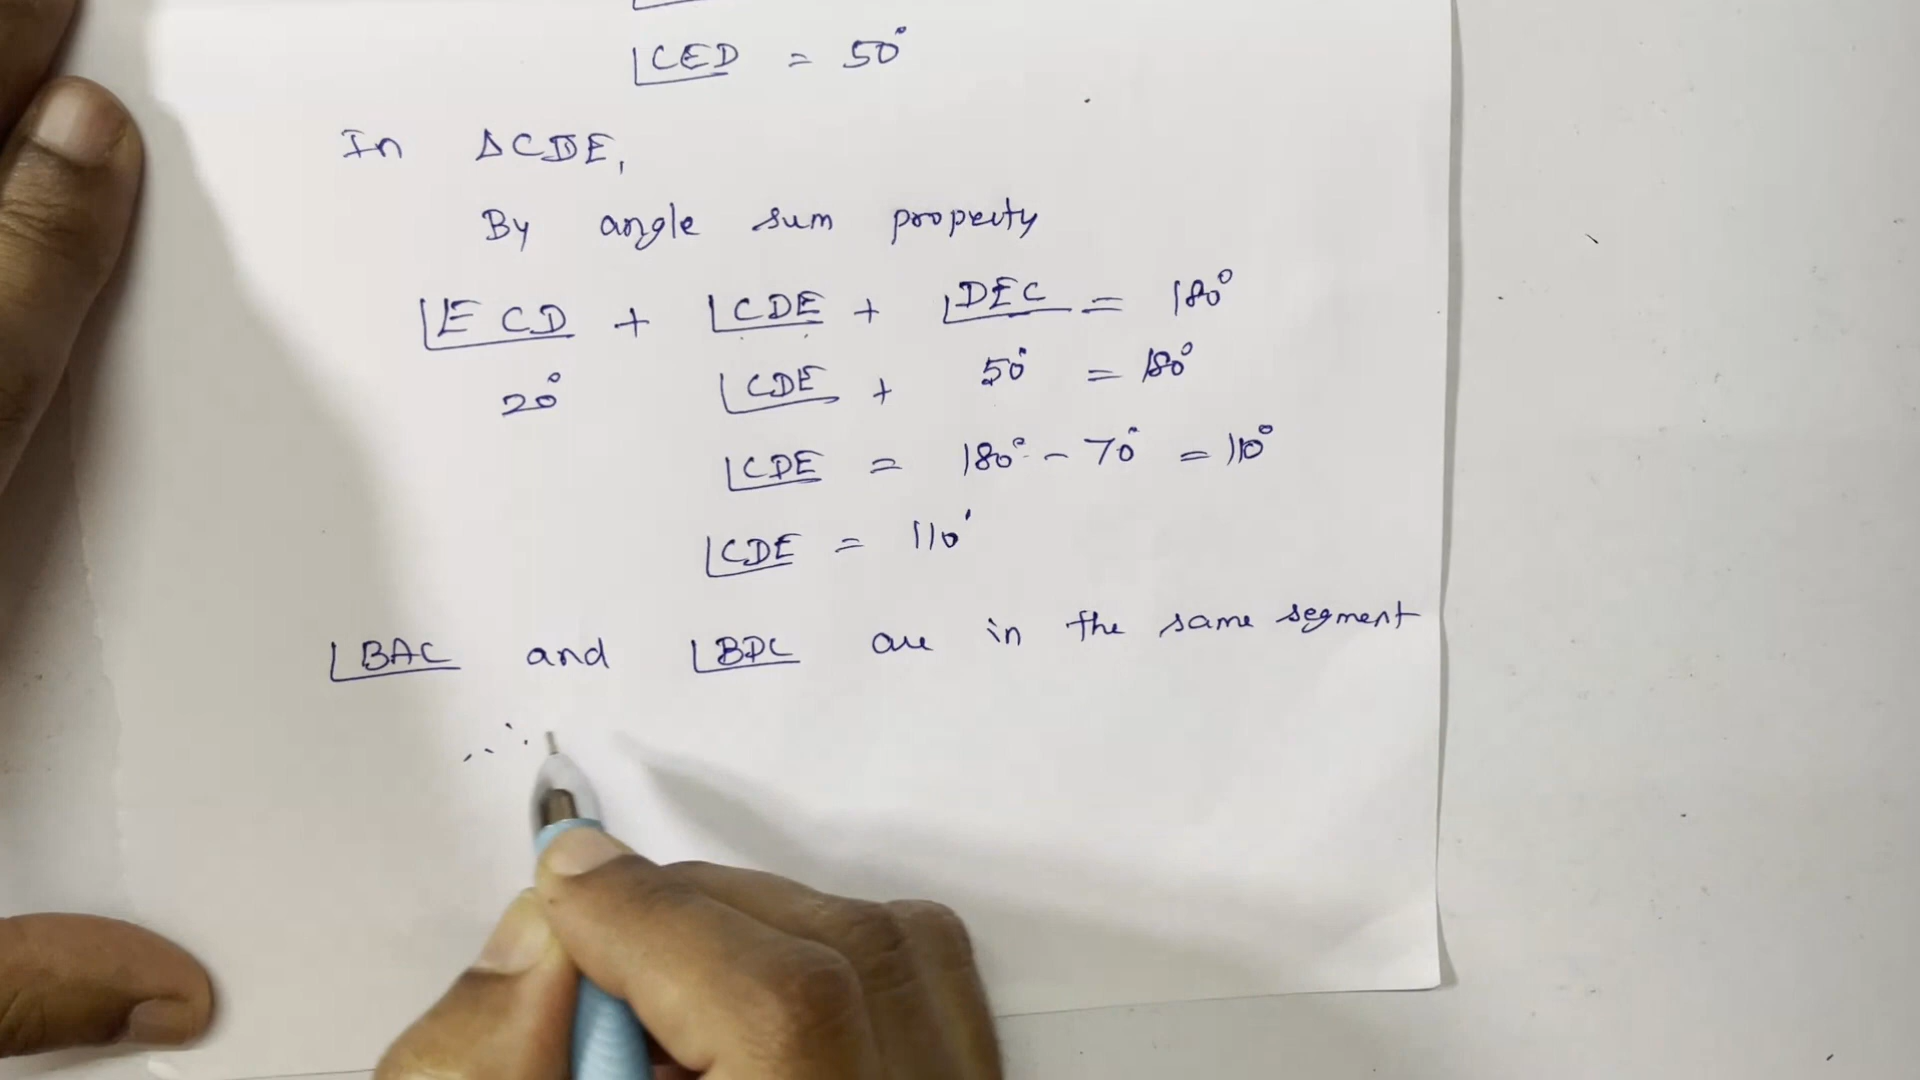 ∠CED = 50°
In ΔCDE,
By angle sum property
∠ECD + ∠CDE + ∠DEC = 180°
20° ∠CDE + 50° = 180°
∠CDE = 180° - 70° = 110°
∠CDE = 110°
∠BAC and ∠BDC are in the same segment